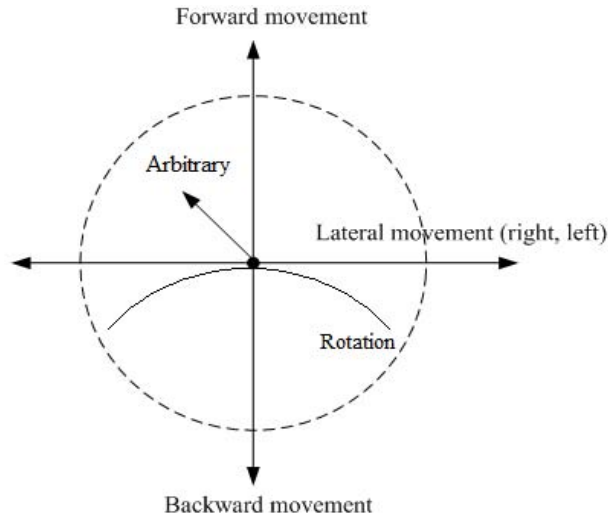 Forward movement
Arbitrary
Lateral movement (right, left)
Rotation
Backward movement